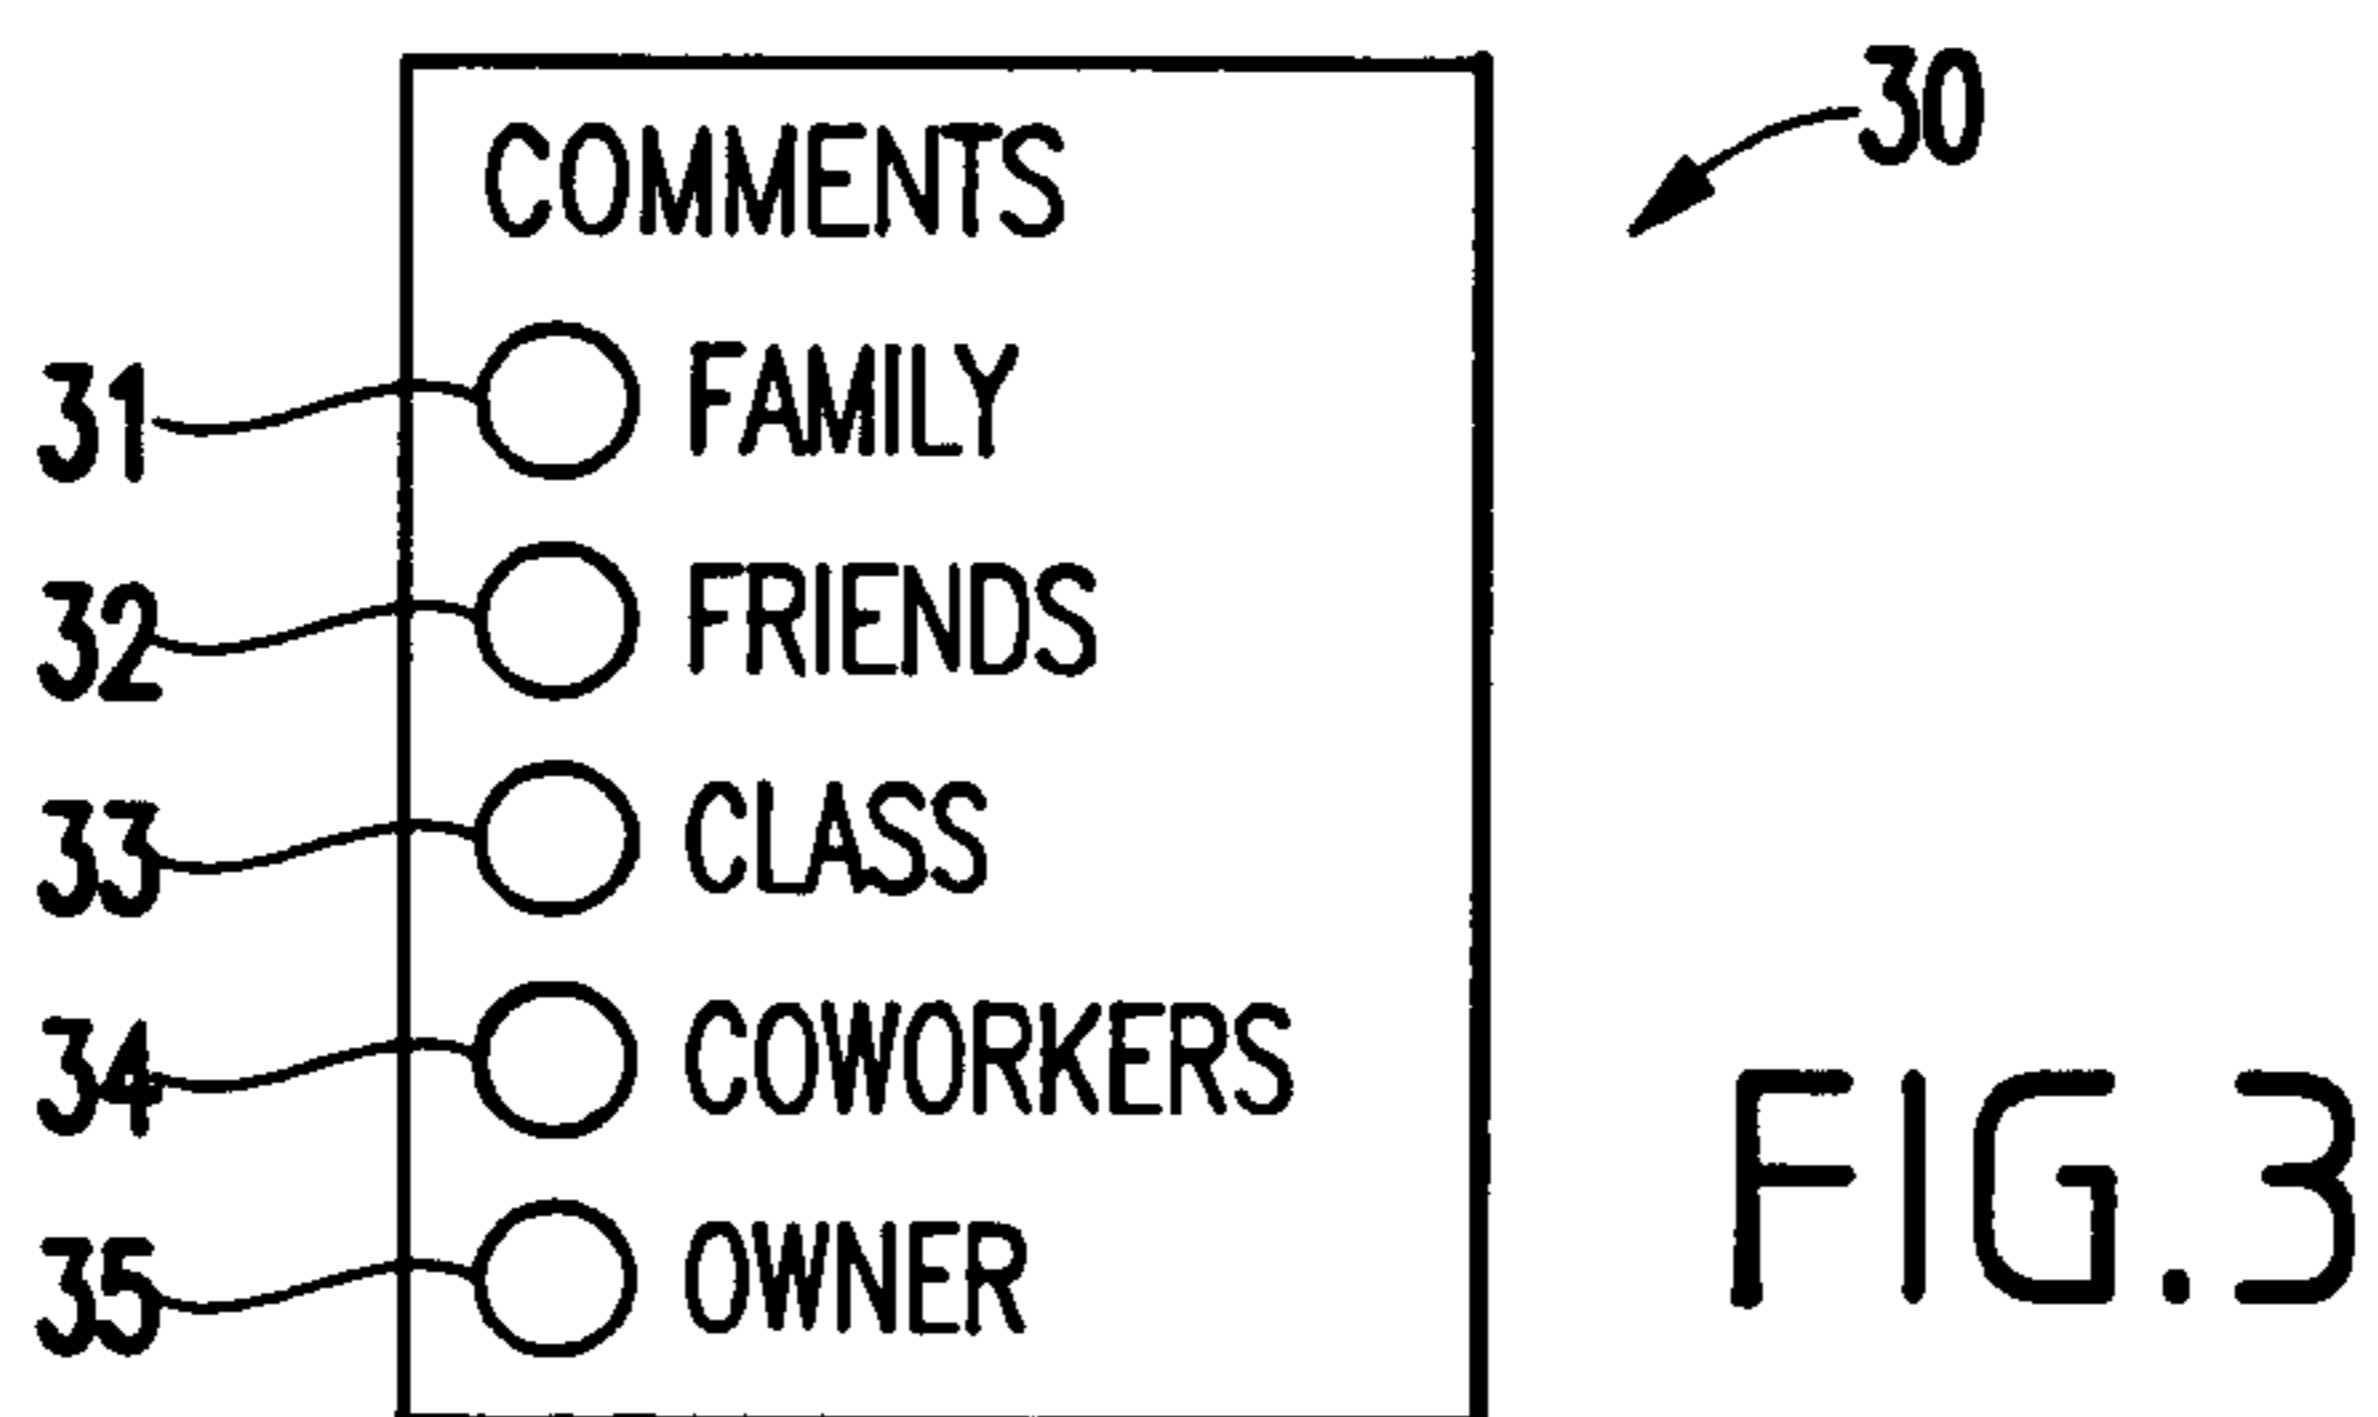 COMMENTS
30
31 FAMILY
32 FRIENDS
33 CLASS
34 COWORKERS
35 OWNER
FIG.3